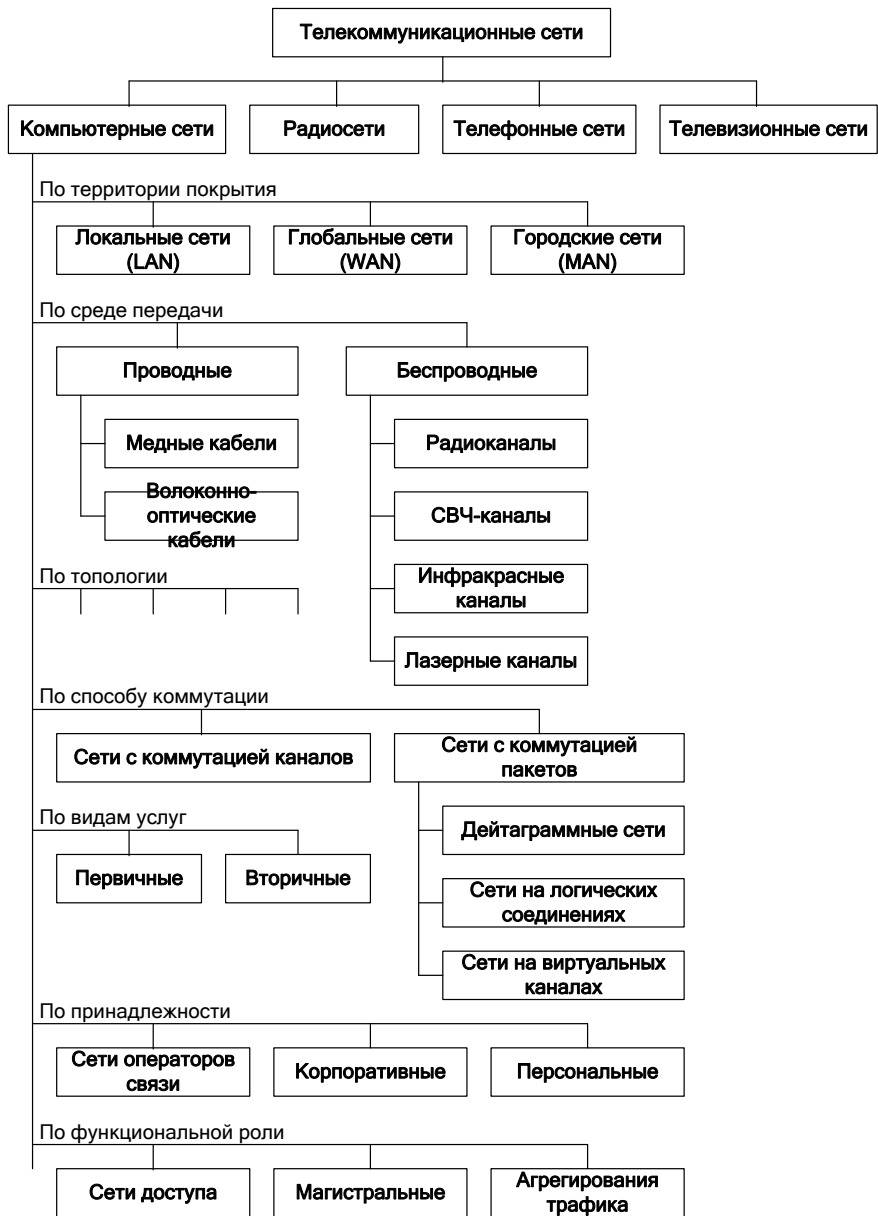 Телекоммуникационные сети
Компьютерные сети
Радиосети
Телефонные сети
Телевизионные сети
По территории покрытия
Локальные сети
(LAN)
Глобальные сети
(WAN)
Городские сети
(MAN)
По среде передачи
Проводные
Беспроводные
Медные кабели
Волоконно-
оптические
кабели
Радиоканалы
СВЧ-каналы
Инфракрасные
каналы
Лазерные каналы
По топологии
По способу коммутации
Сети с коммутацией каналов
Сети с коммутацией
пакетов
Дейтаграммные сети
Сети на логических
соединениях
Сети на виртуальных
каналах
По видам услуг
Первичные
Вторичные
По принадлежности
Сети операторов
связи
Корпоративные
Персональные
По функциональной роли
Сети доступа
Магистральные
Агрегирования
трафика